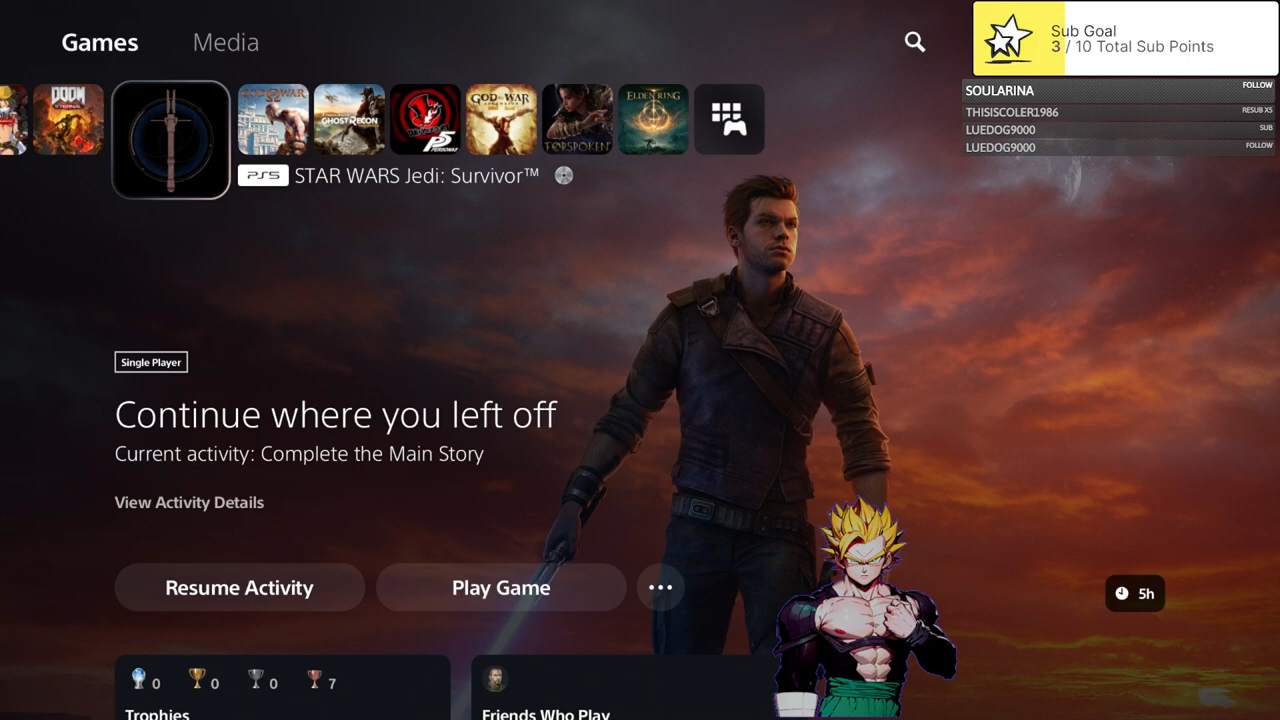 Games
Media
Sub Goal
3 / 10 Total Sub Points
SOULARINA FOLLOW
THISISCOLER1986 RESUB X5
LUEDOG9000 SUB
LUEDOG9000 FOLLOW
DOOM
ETERNAL
GOD OF WAR
GHOST RECON
P5
GOD OF WAR
FORSPOKEN
ELDEN RING
PS5 STAR WARS Jedi: Survivor™
Single Player
Continue where you left off
Current activity: Complete the Main Story
View Activity Details
Resume Activity
Play Game
•••
5h
0 0 0 7
Trophies
Friends Who Play